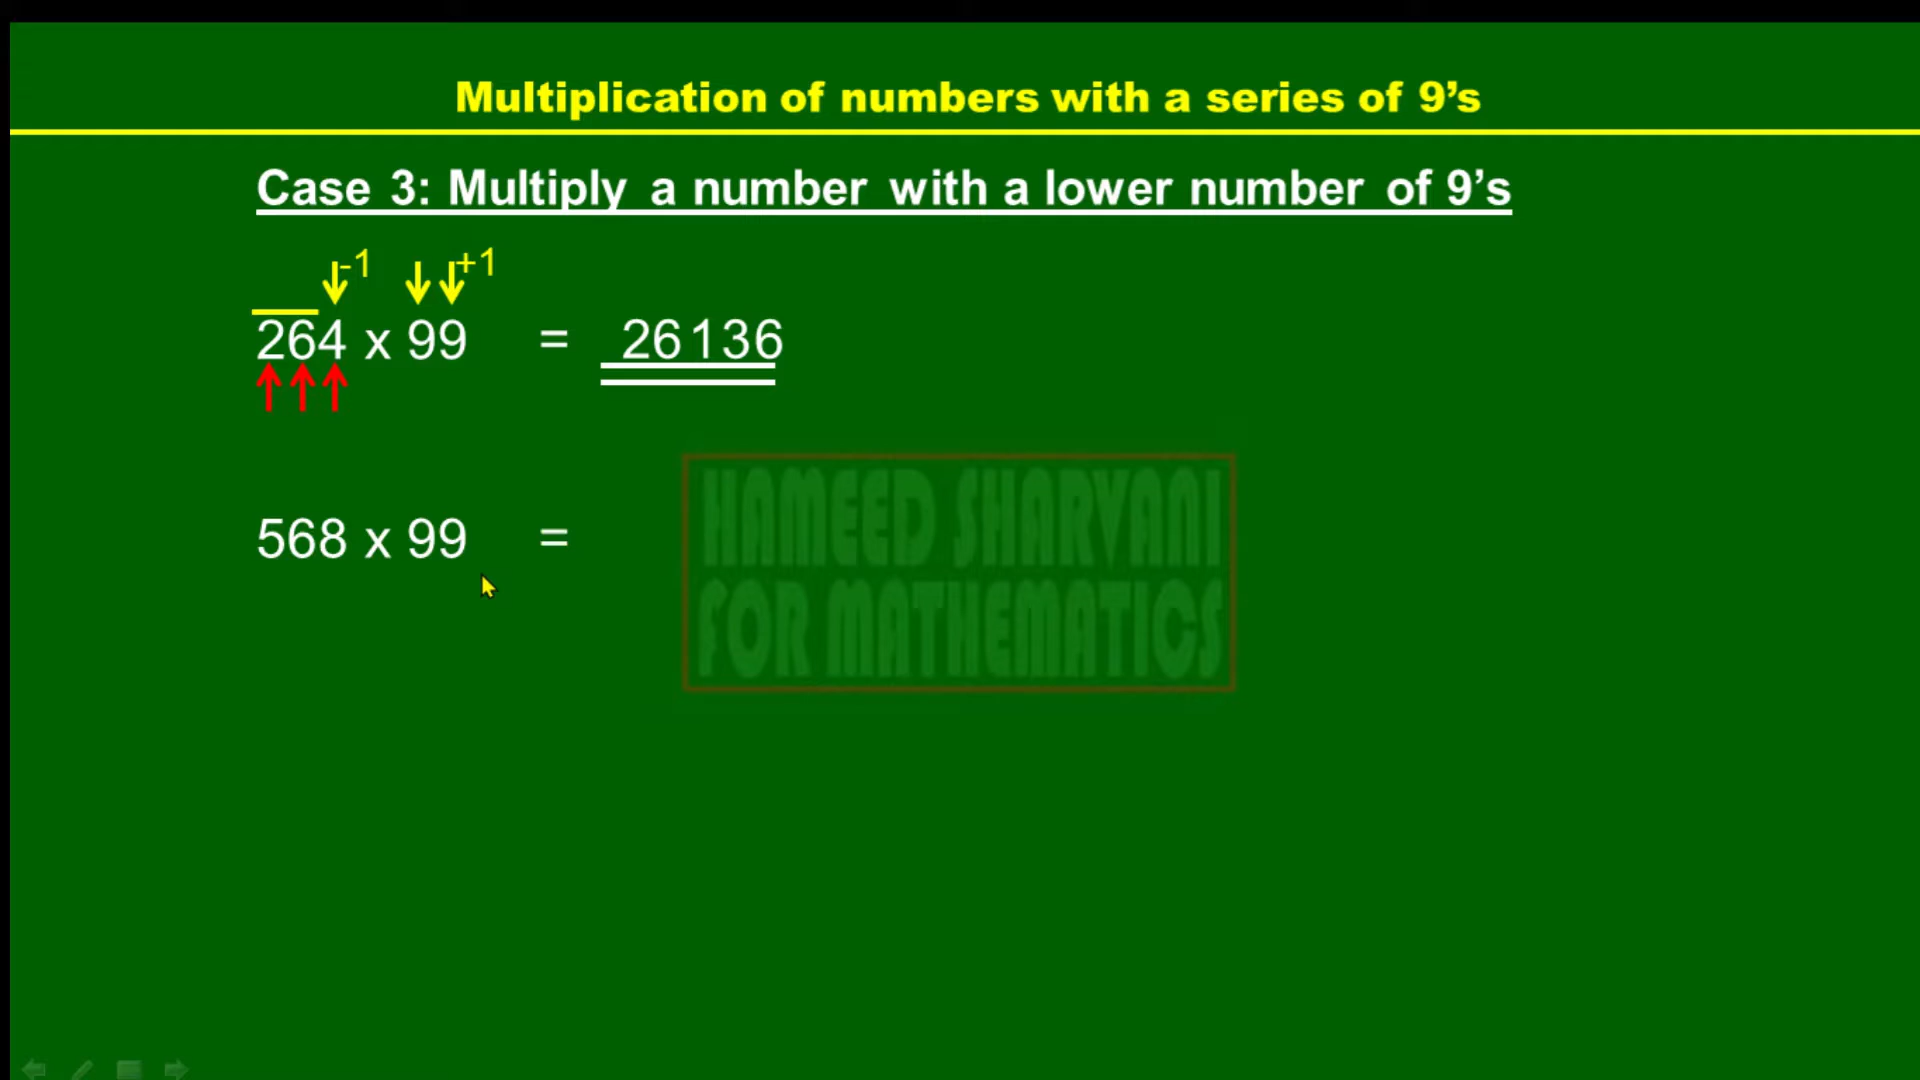 Multiplication of numbers with a series of 9’s
Case 3: Multiply a number with a lower number of 9’s
-1 +1
264 x 99 = 26136
568 x 99 =
HAMEED SHARVANI
FOR MATHEMATICS